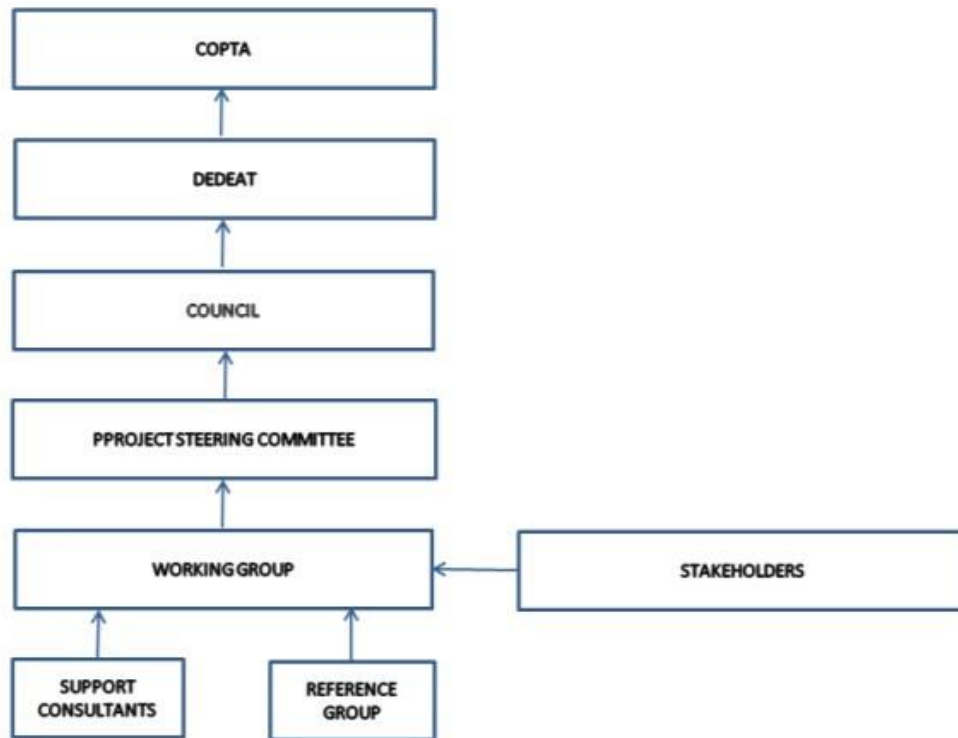 COPTA
DEDEAT
COUNCIL
PPROJECT STEERING COMMITTEE
WORKING GROUP
STAKEHOLDERS
SUPPORT
CONSULTANTS
REFERENCE
GROUP